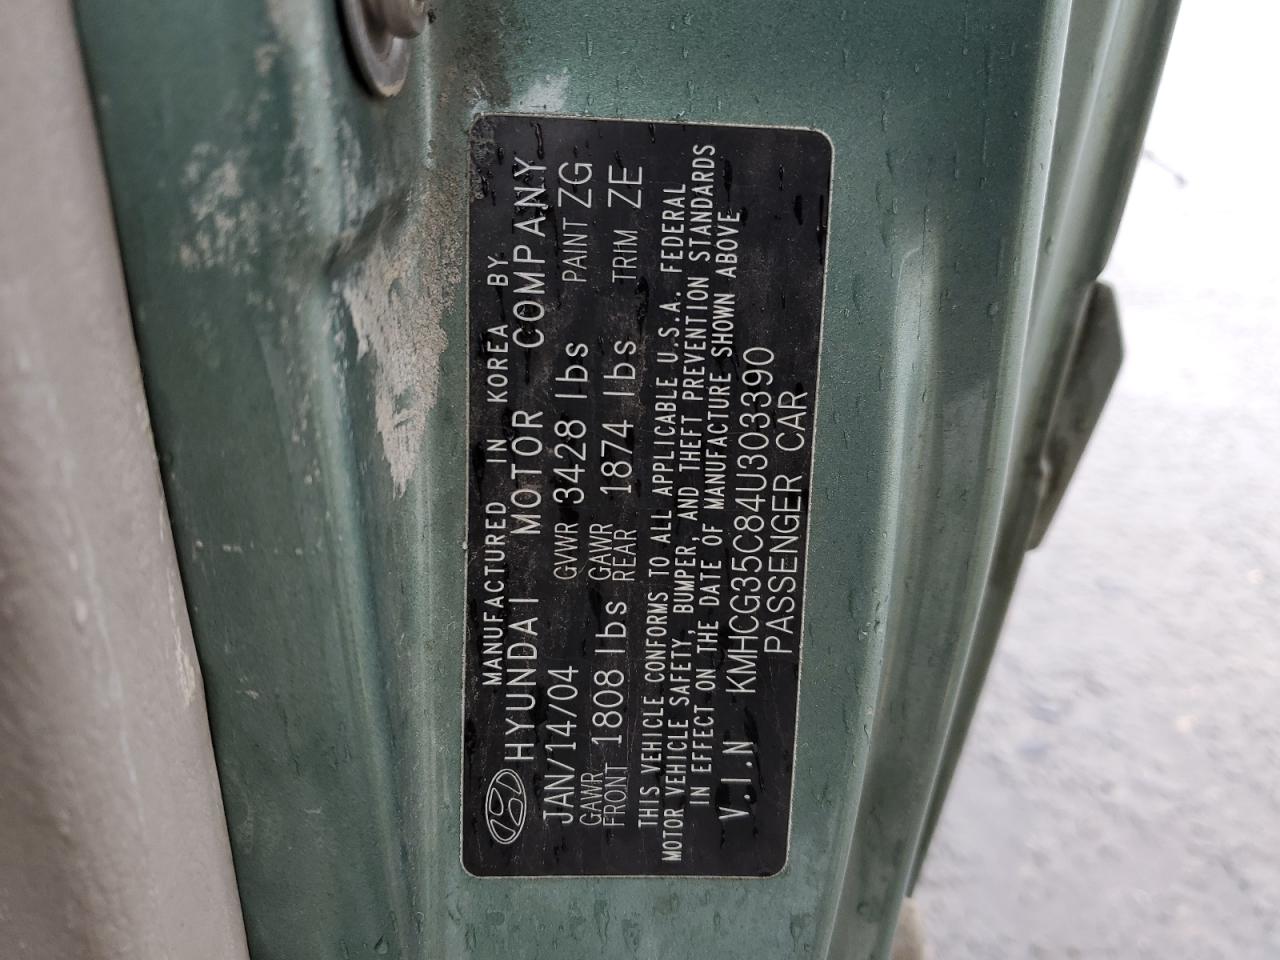 MANUFACTURED IN KOREA BY
HYUNDAI MOTOR COMPANY
JAN/14/04 GVWR 3428 lbs PAINT ZG
GAWR FRONT 1808 lbs GAWR REAR 1874 lbs TRIM ZE
THIS VEHICLE CONFORMS TO ALL APPLICABLE U.S.A. FEDERAL
MOTOR VEHICLE SAFETY, BUMPER, AND THEFT PREVENTION STANDARDS
IN EFFECT ON THE DATE OF MANUFACTURE SHOWN ABOVE
V.I.N KMHCG35C84U303390
PASSENGER CAR